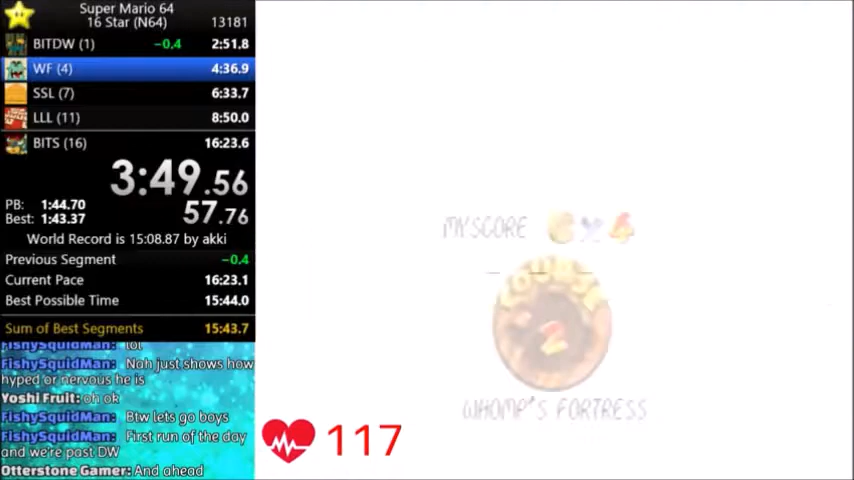 Super Mario 64
16 Star (N64) 13181
BITDW (1) −0.4 2:51.8
WF (4) 4:36.9
SSL (7) 6:33.7
LLL (11) 8:50.0
BITS (16) 16:23.6
3:49.56
PB: 1:44.70
Best: 1:43.37
57.76
World Record is 15:08.87 by akki
Previous Segment −0.4
Current Pace 16:23.1
Best Possible Time 15:44.0
Sum of Best Segments 15:43.7
FishySquidMan: lol
FishySquidMan: Nah just shows how
hyped or nervous he is
Yoshi Fruit: oh ok
FishySquidMan: Btw lets go boys
FishySquidMan: First run of the day
and we're past DW
Otterstone Gamer: And ahead
MYSCORE × 4
COURSE
2
WHOMP'S FORTRESS
117